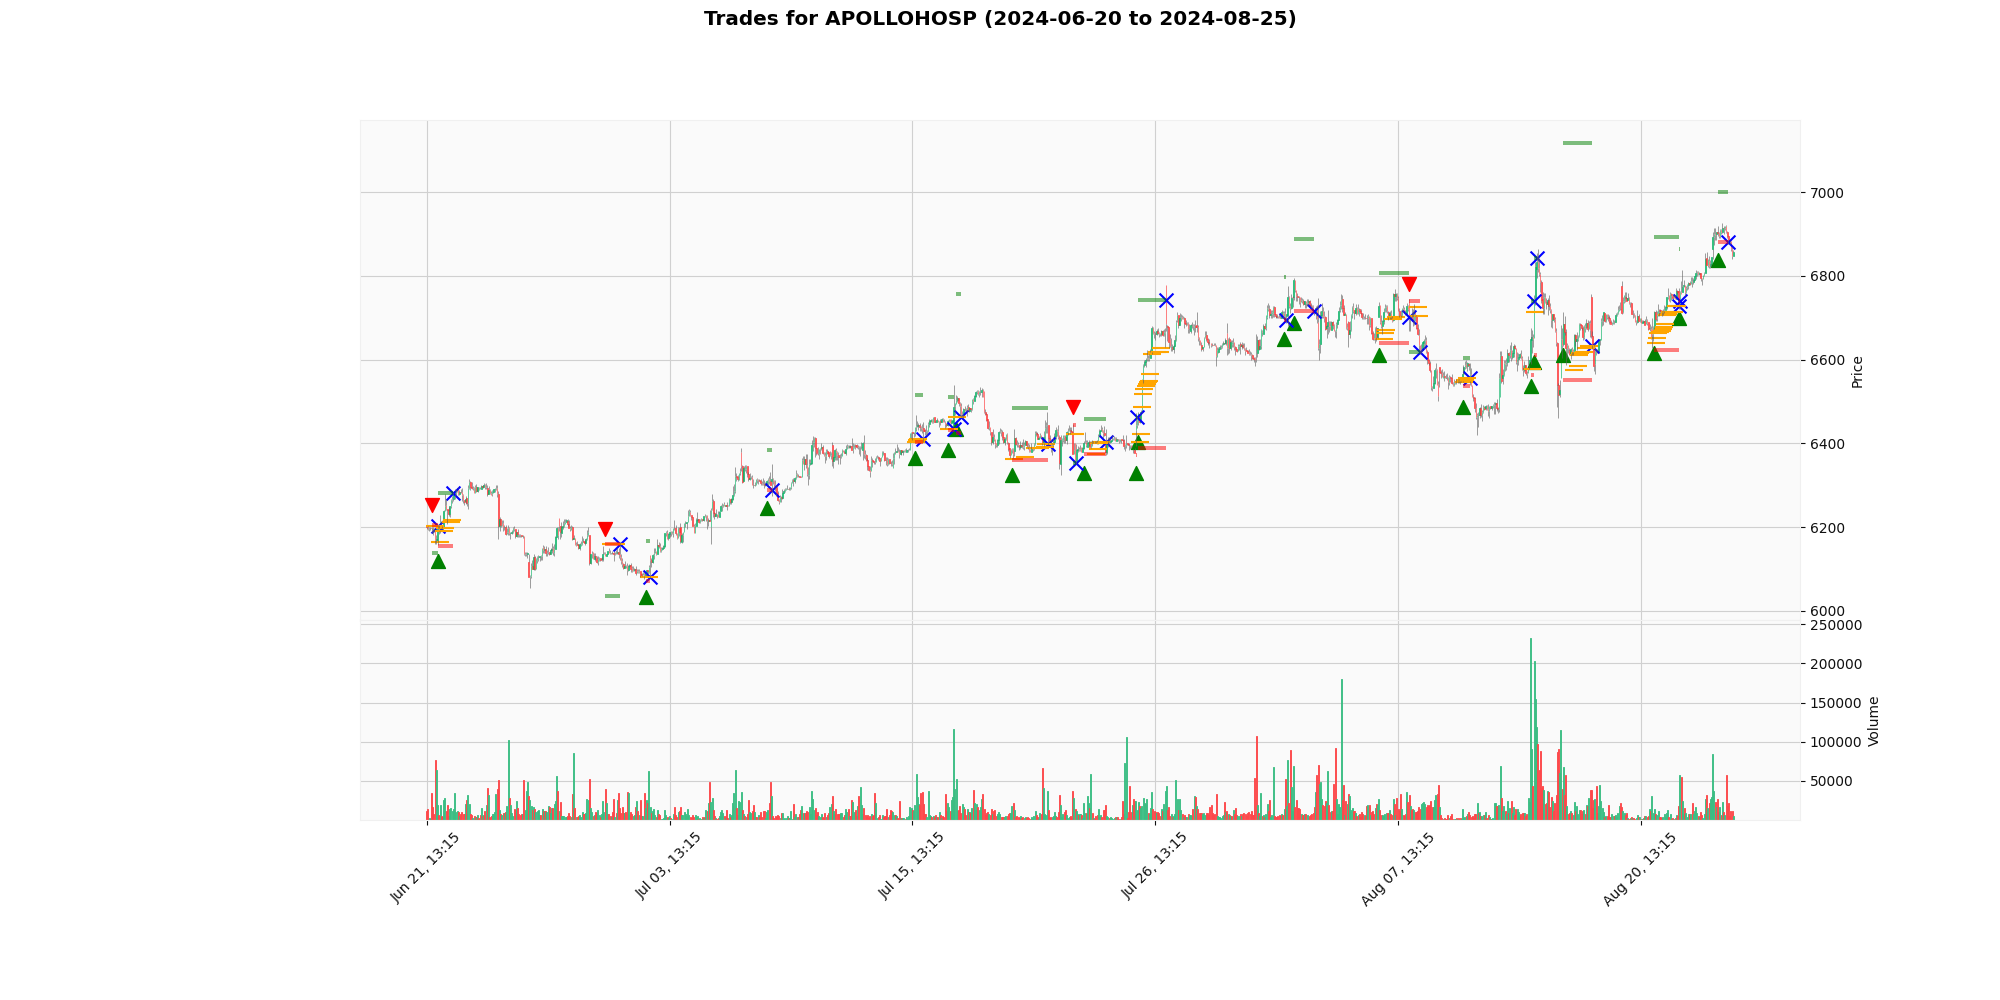 Trades for APOLLOHOSP (2024-06-20 to 2024-08-25)
7000
6800
6600
6400
6200
6000
Price
250000
200000
150000
100000
50000
Volume
Jun 21, 13:15
Jul 03, 13:15
Jul 15, 13:15
Jul 26, 13:15
Aug 07, 13:15
Aug 20, 13:15